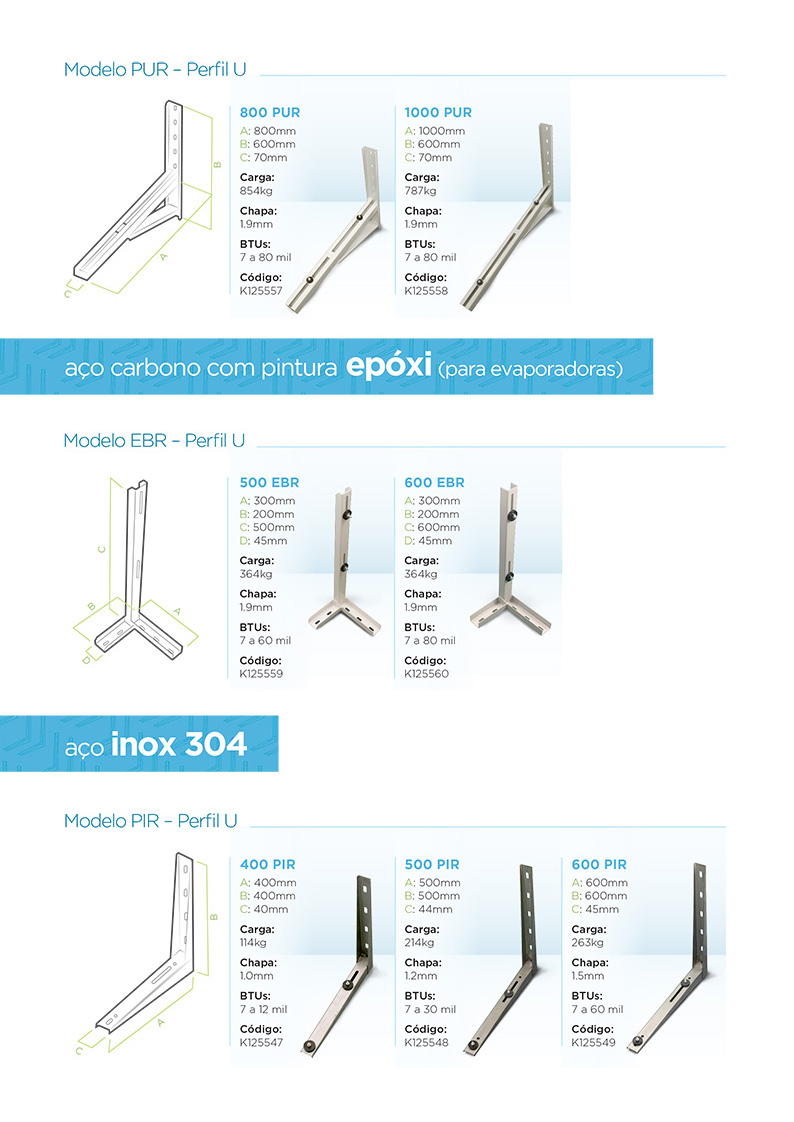 Modelo PUR – Perfil U
B
A
C
800 PUR
A: 800mm
B: 600mm
C: 70mm
Carga:
854kg
Chapa:
1.9mm
BTUs:
7 a 80 mil
Código:
K125557
1000 PUR
A: 1000mm
B: 600mm
C: 70mm
Carga:
787kg
Chapa:
1.9mm
BTUs:
7 a 80 mil
Código:
K125558
aço carbono com pintura epóxi (para evaporadoras)
Modelo EBR – Perfil U
C
B
A
D
500 EBR
A: 300mm
B: 200mm
C: 500mm
D: 45mm
Carga:
364kg
Chapa:
1.9mm
BTUs:
7 a 60 mil
Código:
K125559
600 EBR
A: 300mm
B: 200mm
C: 600mm
D: 45mm
Carga:
364kg
Chapa:
1.9mm
BTUs:
7 a 80 mil
Código:
K125560
aço inox 304
Modelo PIR – Perfil U
B
A
C
400 PIR
A: 400mm
B: 400mm
C: 40mm
Carga:
114kg
Chapa:
1.0mm
BTUs:
7 a 12 mil
Código:
K125547
500 PIR
A: 500mm
B: 500mm
C: 44mm
Carga:
214kg
Chapa:
1.2mm
BTUs:
7 a 30 mil
Código:
K125548
600 PIR
A: 600mm
B: 600mm
C: 45mm
Carga:
263kg
Chapa:
1.5mm
BTUs:
7 a 60 mil
Código:
K125549